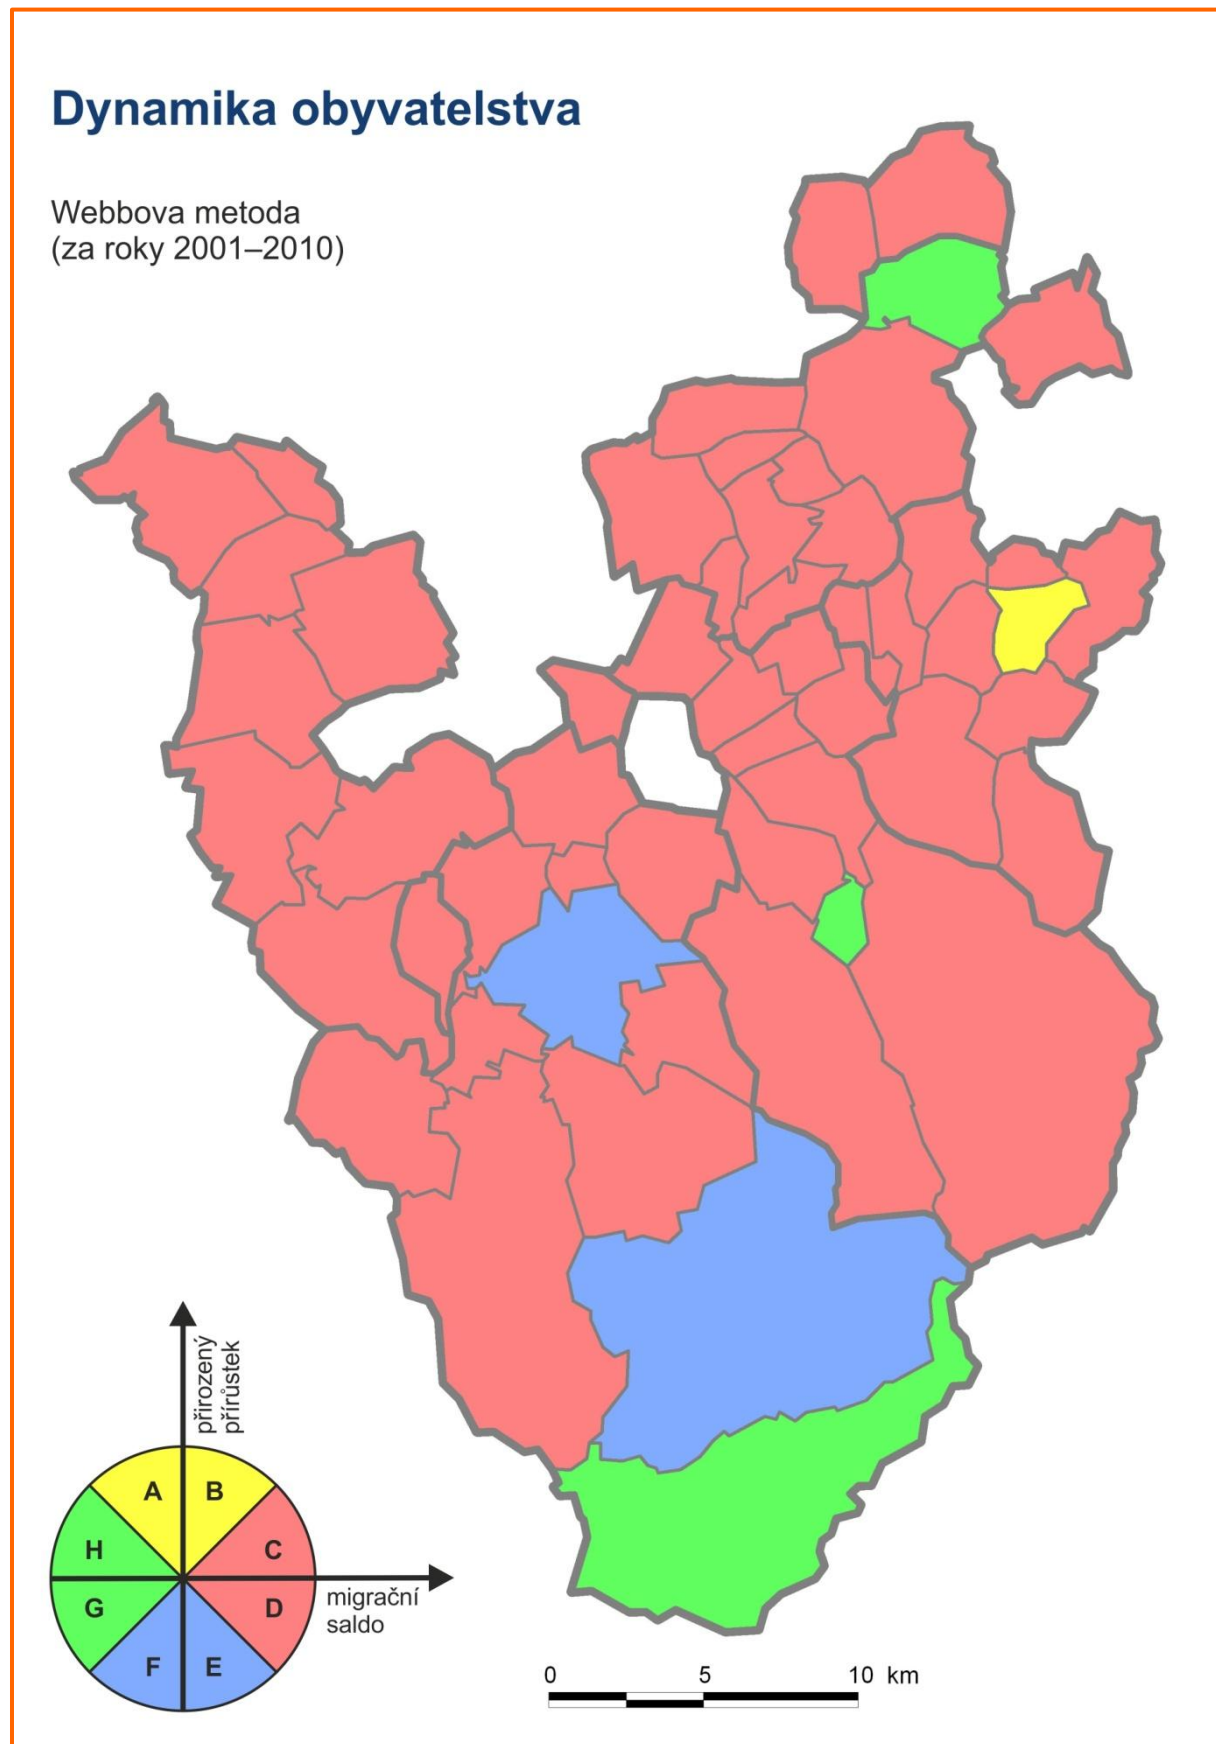 Dynamika obyvatelstva
Webbova metoda
(za roky 2001–2010)
přirozený
přírůstek
A
B
H
C
G
D
F
E
migrační
saldo
0
5
10 km